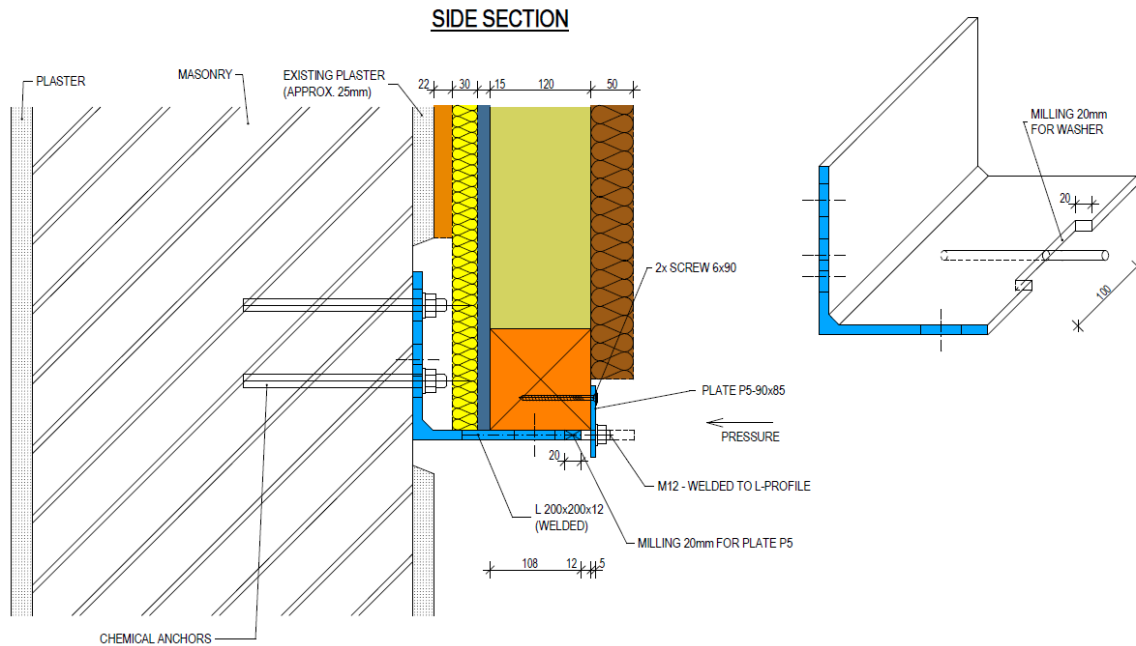 SIDE SECTION
PLASTER
MASONRY
EXISTING PLASTER
(APPROX. 25mm)
22
30
15
120
50
MILLING 20mm
FOR WASHER
20
100
2x SCREW 6x90
PLATE P5-90x85
PRESSURE
20
M12 - WELDED TO L-PROFILE
L 200x200x12
(WELDED)
MILLING 20mm FOR PLATE P5
108
12
5
CHEMICAL ANCHORS